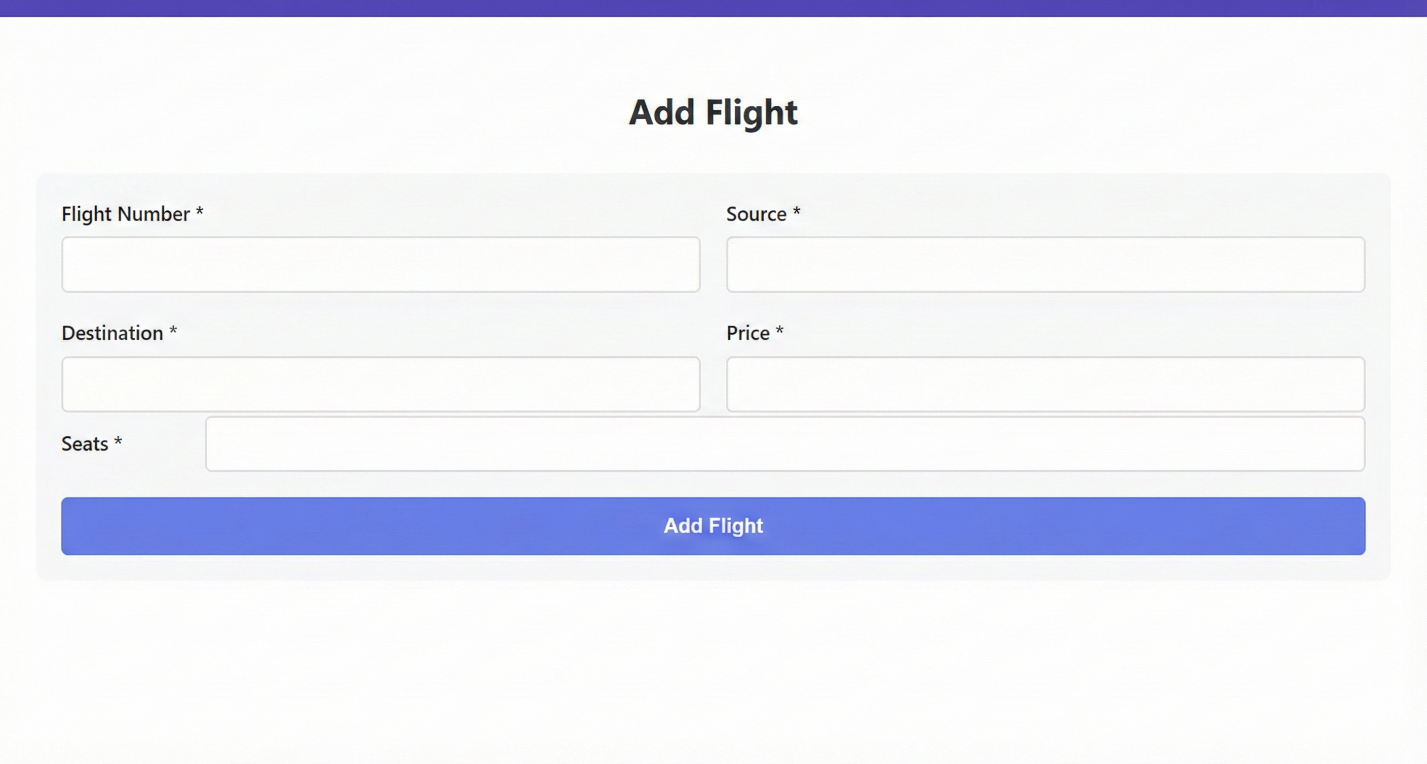 Add Flight
Flight Number *
Source *
Destination *
Price *
Seats *
Add Flight